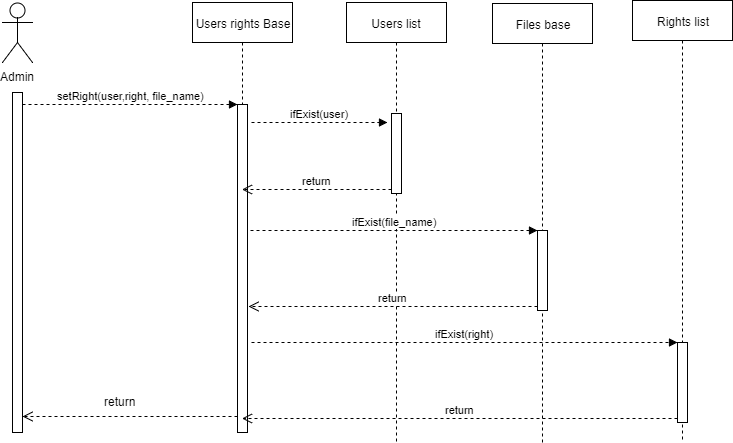 Users rights Base
Users list
Files base
Rights list
Admin
setRight(user,right, file_name)
ifExist(user)
return
ifExist(file_name)
return
ifExist(right)
return
return